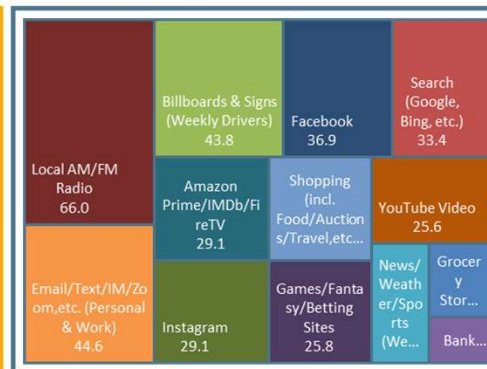 Local AM/FM
Radio
66.0
Billboards & Signs
(Weekly Drivers)
43.8
Facebook
36.9
Search
(Google,
Bing, etc.)
33.4
Email/Text/IM/Zo
om,etc. (Personal
& Work)
44.6
Amazon
Prime/IMDb/Fi
reTV
29.1
Shopping
(incl.
Food/Auction
s/Travel,etc...
YouTube Video
25.6
Instagram
29.1
Games/Fanta
sy/Betting
Sites
25.8
News/
Weath
er/Spo
rts
(We...
Grocer
y
Stor...
Bank...